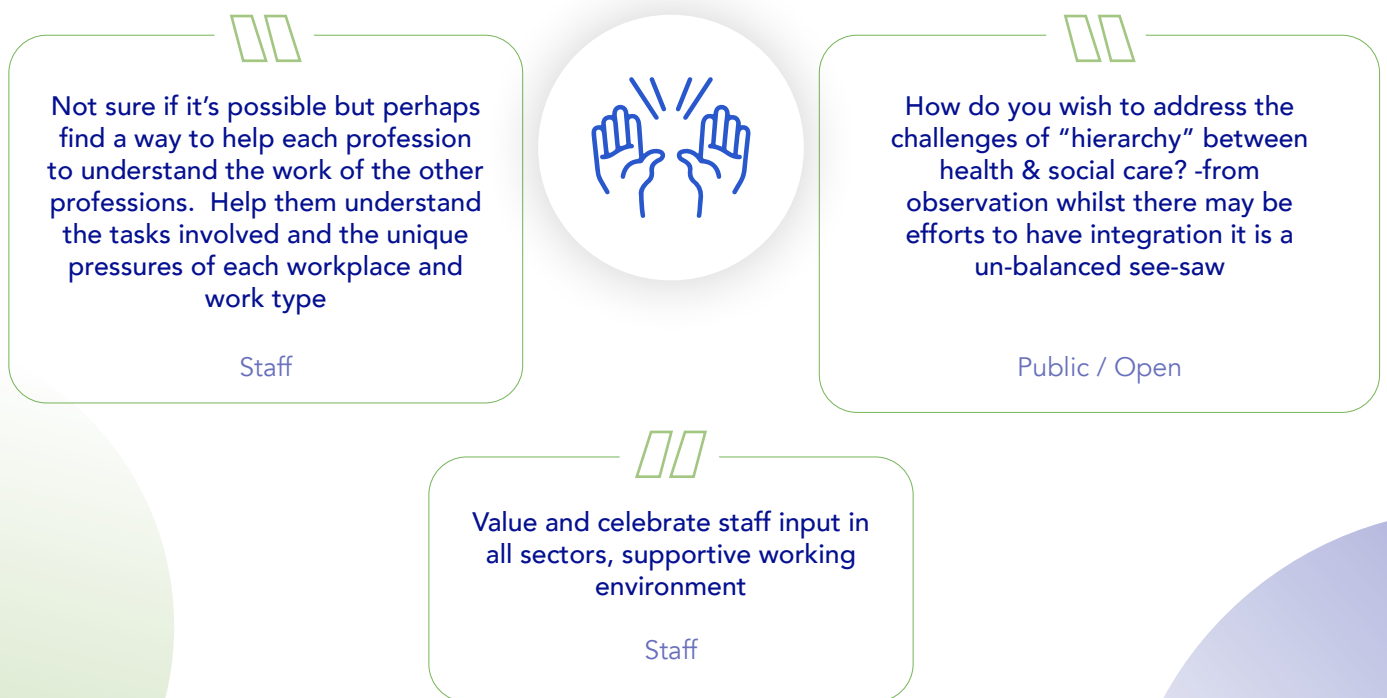 Not sure if it’s possible but perhaps
find a way to help each profession
to understand the work of the other
professions.  Help them understand
the tasks involved and the unique
pressures of each workplace and
work type
Staff
How do you wish to address the
challenges of “hierarchy” between
health & social care? -from
observation whilst there may be
efforts to have integration it is a
un-balanced see-saw
Public / Open
Value and celebrate staff input in
all sectors, supportive working
environment
Staff